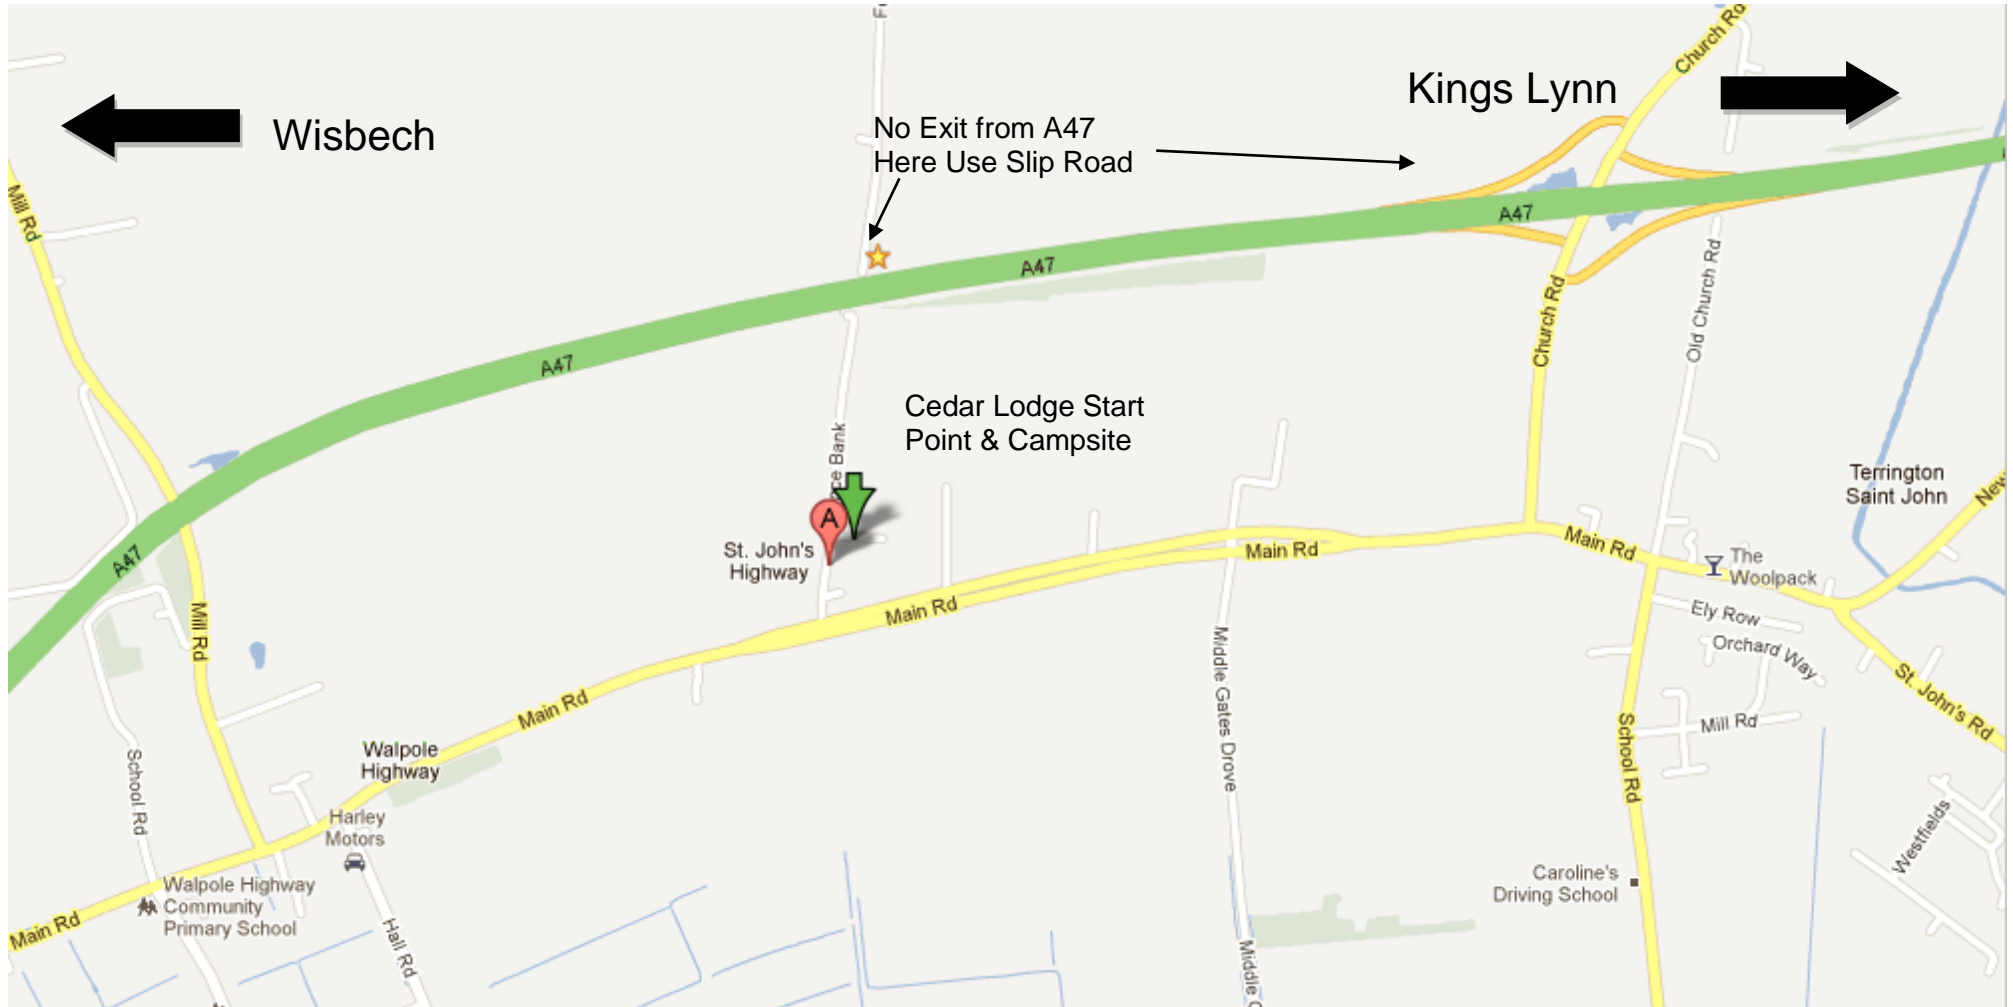 Church Rd
Kings Lynn
Wisbech
No Exit from A47
Here Use Slip Road
Mill Rd
A47
A47
Old Church Rd
Church Rd
A47
Cedar Lodge Start
Point & Campsite
Bank
Terrington
Saint John
A
St. John's
Highway
Main Rd
Main Rd
The
Woolpack
A47
Main Rd
Ely Row
Mill Rd
Orchard Way
Middle Gates Drove
St. John's Rd
Main Rd
Mill Rd
School Rd
Walpole
Highway
School Rd
Harley
Motors
Westfields
Caroline's
Driving School
Walpole Highway
Community
Primary School
Main Rd
Hall Rd
Middle